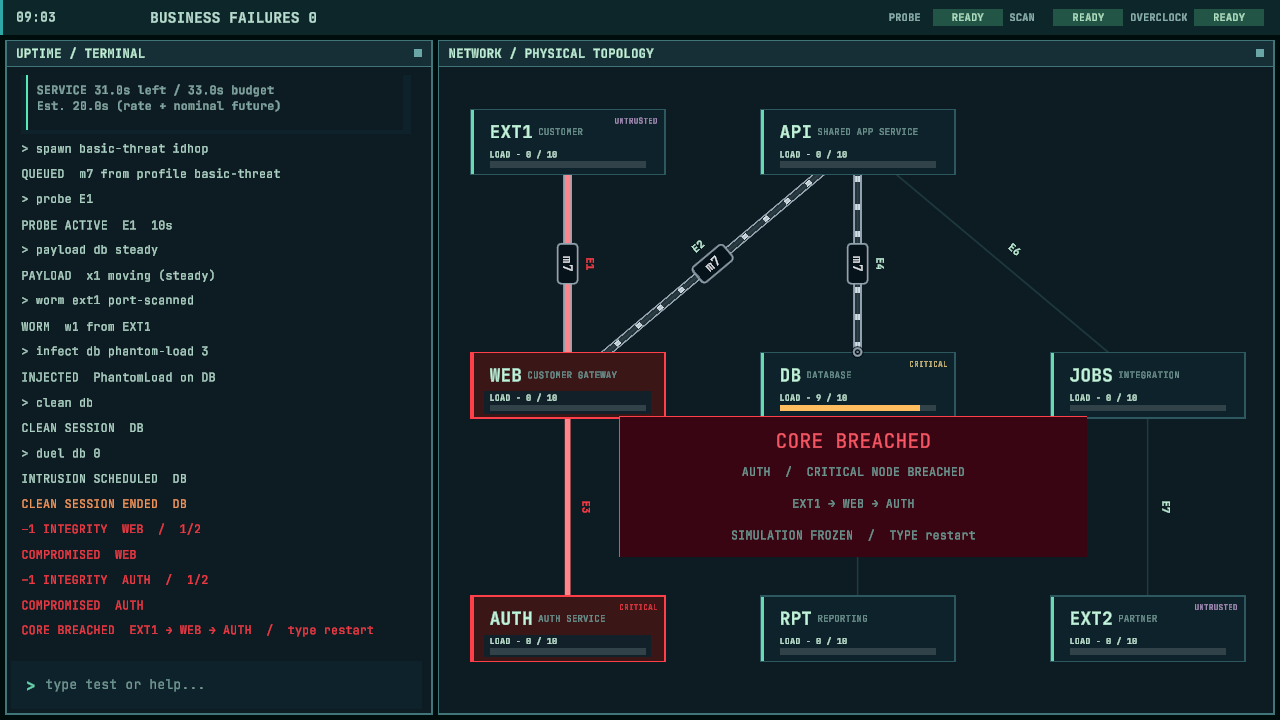 09:03
BUSINESS FAILURES 0
PROBE READY SCAN READY OVERCLOCK READY
UPTIME / TERMINAL
SERVICE 31.0s left / 33.0s budget
Est. 20.0s (rate + nominal future)
> spawn basic-threat idhop
QUEUED m7 from profile basic-threat
> probe E1
PROBE ACTIVE E1 10s
> payload db steady
PAYLOAD x1 moving (steady)
> worm ext1 port-scanned
WORM w1 from EXT1
> infect db phantom-load 3
INJECTED PhantomLoad on DB
> clean db
CLEAN SESSION DB
> duel db 0
INTRUSION SCHEDULED DB
CLEAN SESSION ENDED DB
−1 INTEGRITY WEB / 1/2
COMPROMISED WEB
−1 INTEGRITY AUTH / 1/2
COMPROMISED AUTH
CORE BREACHED EXT1 → WEB → AUTH / type restart
> type test or help...
NETWORK / PHYSICAL TOPOLOGY
UNTRUSTED
EXT1 CUSTOMER
LOAD - 0 / 10
API SHARED APP SERVICE
LOAD - 0 / 10
m7
E1
E2
m7
m7
E4
E6
WEB CUSTOMER GATEWAY
LOAD - 0 / 10
CRITICAL
DB DATABASE
LOAD - 9 / 10
JOBS INTEGRATION
LOAD - 0 / 10
CORE BREACHED
AUTH / CRITICAL NODE BREACHED
EXT1 → WEB → AUTH
SIMULATION FROZEN / TYPE restart
E3
E7
CRITICAL
AUTH AUTH SERVICE
LOAD - 0 / 10
RPT REPORTING
LOAD - 0 / 10
UNTRUSTED
EXT2 PARTNER
LOAD - 0 / 10